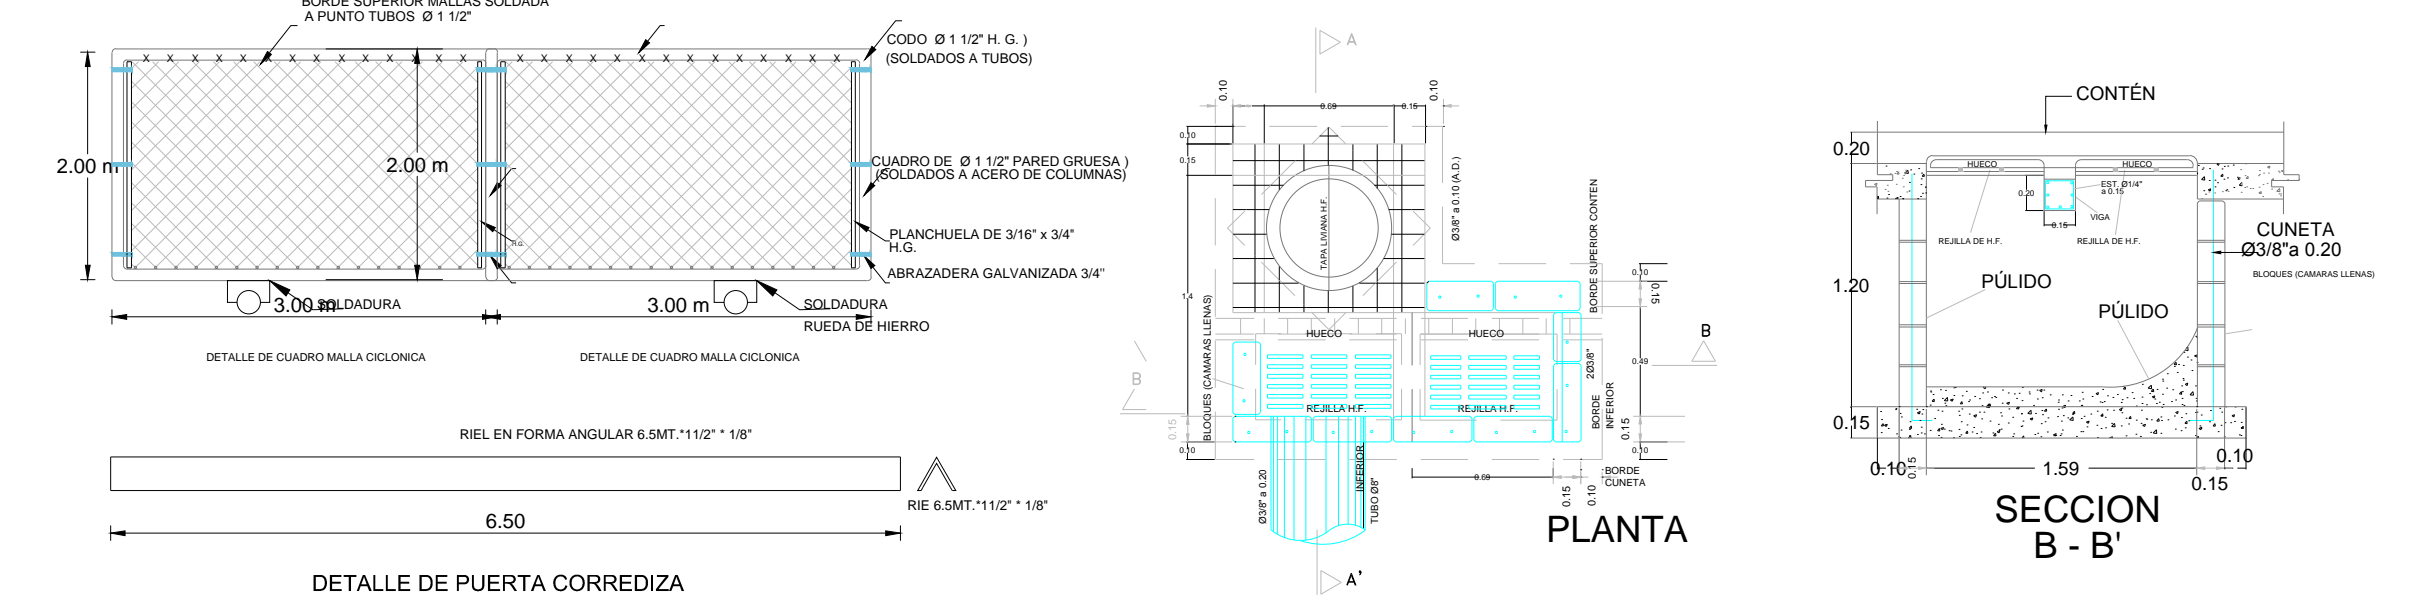 BORDE SUPERIOR MALLAS SOLDADA
A PUNTO TUBOS Ø 1 1/2"
CODO Ø 1 1/2" H. G. )
(SOLDADOS A TUBOS)
2.00 m
2.00 m
CUADRO DE Ø 1 1/2" PARED GRUESA )
(SOLDADOS A ACERO DE COLUMNAS)
H.G.
PLANCHUELA DE 3/16" x 3/4"
H.G.
ABRAZADERA GALVANIZADA 3/4"
SOLDADURA
3.00 m
3.00 m
SOLDADURA
RUEDA DE HIERRO
DETALLE DE CUADRO MALLA CICLONICA
DETALLE DE CUADRO MALLA CICLONICA
RIEL EN FORMA ANGULAR 6.5MT.*11/2" * 1/8"
RIE 6.5MT.*11/2" * 1/8"
6.50
DETALLE DE PUERTA CORREDIZA
A
0.10
0.69
0.15
0.10
0.10
0.15
TAPA LIVIANA H.F.
Ø3/8" a 0.10 (A.D.)
BORDE SUPERIOR CONTEN
0.10
0.15
1.4
BLOQUES (CAMARAS LLENAS)
HUECO
HUECO
B
B
0.49
2Ø3/8"
REJILLA H.F.
REJILLA H.F.
BORDE
INFERIOR
0.15
0.10
0.15
0.10
Ø3/8" a 0.20
INFERIOR
TUBO Ø8"
0.69
0.15
0.10
BORDE
CUNETA
PLANTA
A'
CONTÉN
0.20
HUECO
HUECO
0.20
EST. Ø1/4"
a 0.15
VIGA
0.15
REJILLA DE H.F.
REJILLA DE H.F.
CUNETA
Ø3/8"a 0.20
BLOQUES (CAMARAS LLENAS)
1.20
PÚLIDO
PÚLIDO
0.15
0.10
0.15
1.59
0.10
0.15
SECCION
B - B'